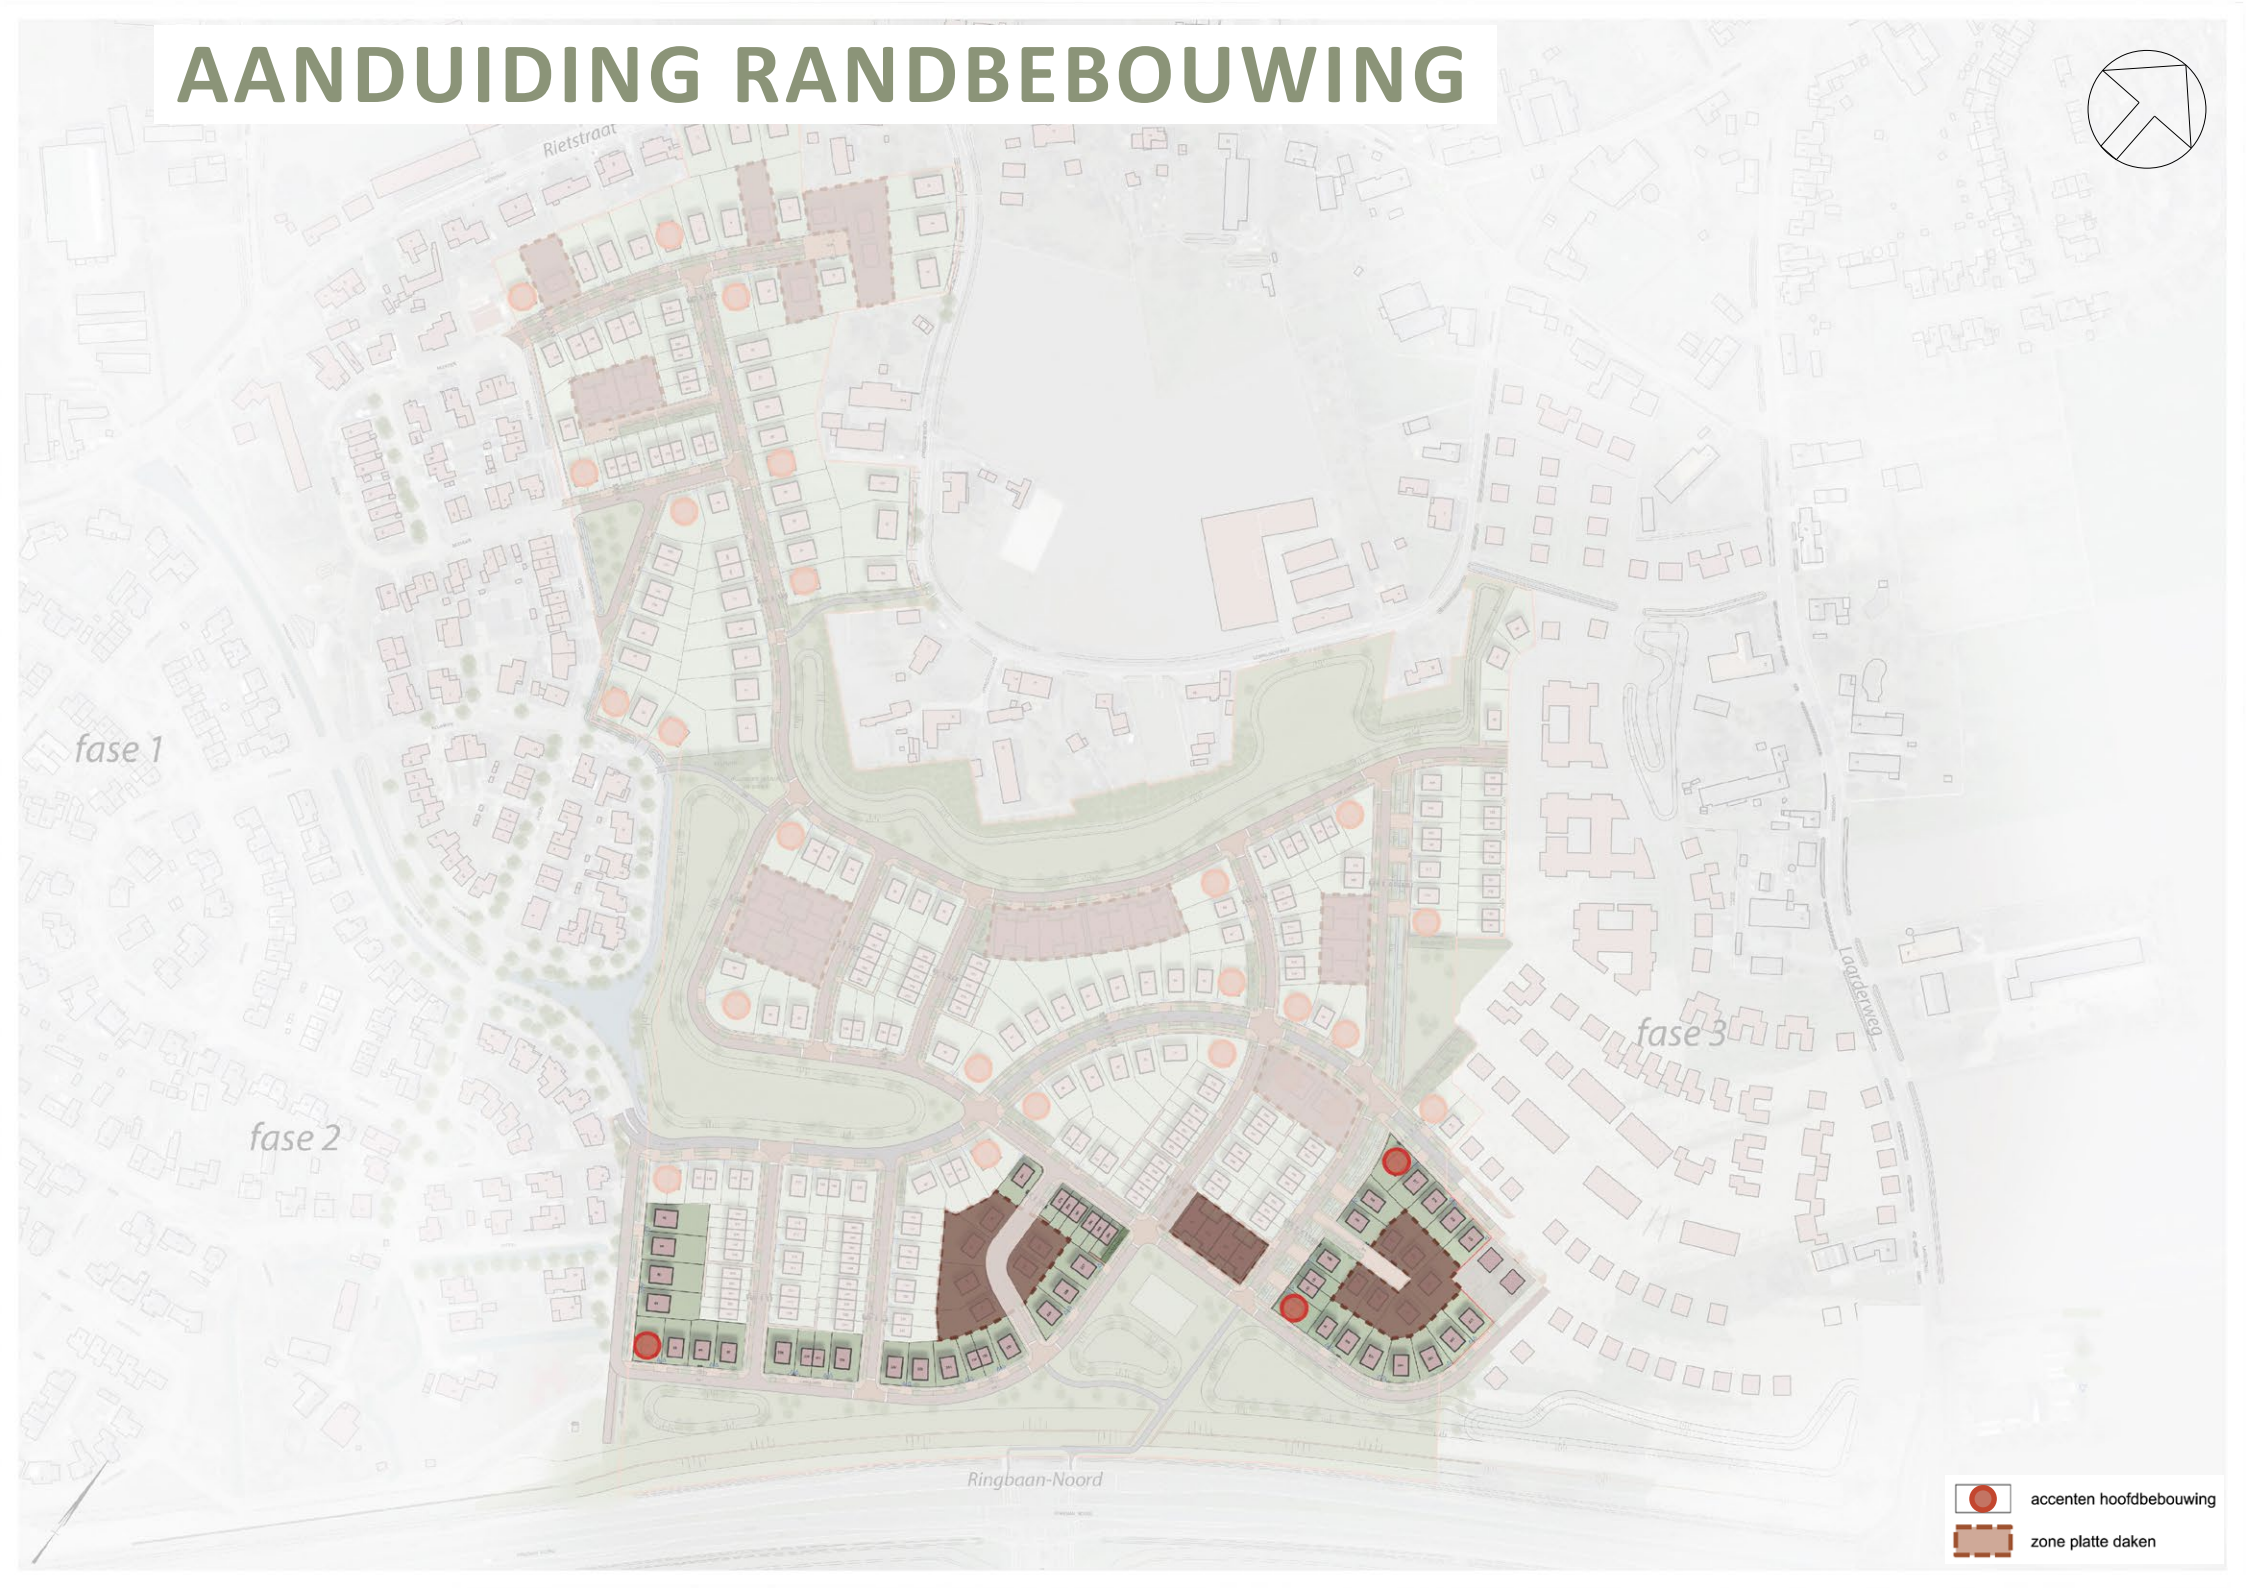 AANDUIDING RANDBEBOUWING
Rietstraat
fase 1
fase 2
fase 3
Laarderweg
Ringbaan-Noord
accenten hoofdbebouwing
zone platte daken